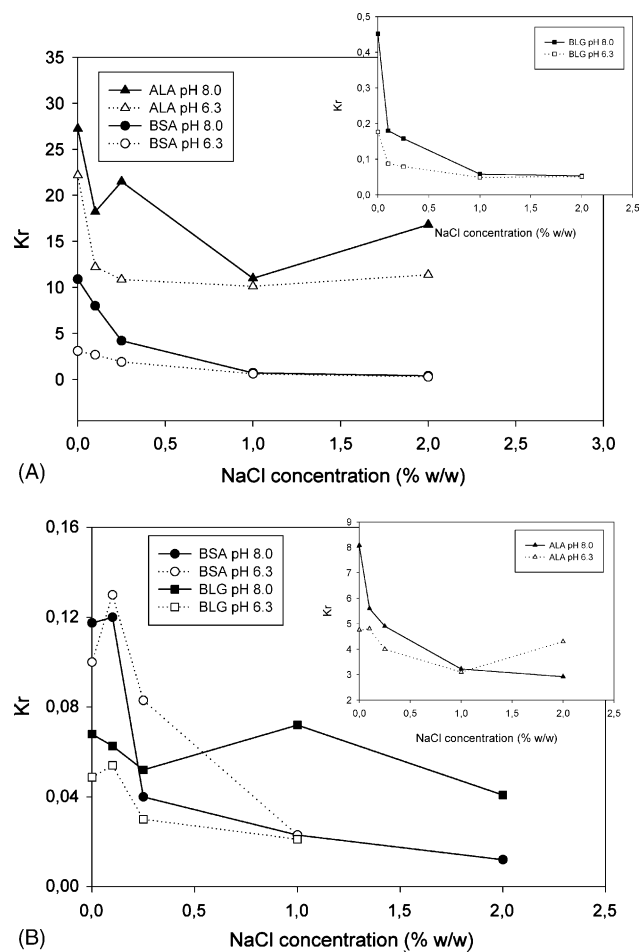 35
30
25
20
15
10
5
0
Kr
ALA pH 8.0
ALA pH 6.3
BSA pH 8.0
BSA pH 6.3
0,0 0,5 1,0 1,5 2,0 2,5 3,0
NaCl concentration (% w/w)
(A)
0,5
0,4
0,3
0,2
0,1
0,0
Kr
BLG pH 8.0
BLG pH 6.3
0,0 0,5 1,0 1,5 2,0 2,5
NaCl concentration (% w/w)
0,16
0,12
0,08
0,04
0,00
Kr
BSA pH 8.0
BSA pH 6.3
BLG pH 8.0
BLG pH 6.3
0,0 0,5 1,0 1,5 2,0 2,5
NaCl concentration (% w/w)
(B)
9
8
7
6
5
4
3
2
Kr
ALA pH 8.0
ALA pH 6.3
0,0 0,5 1,0 1,5 2,0 2,5
NaCl concentration (% w/w)